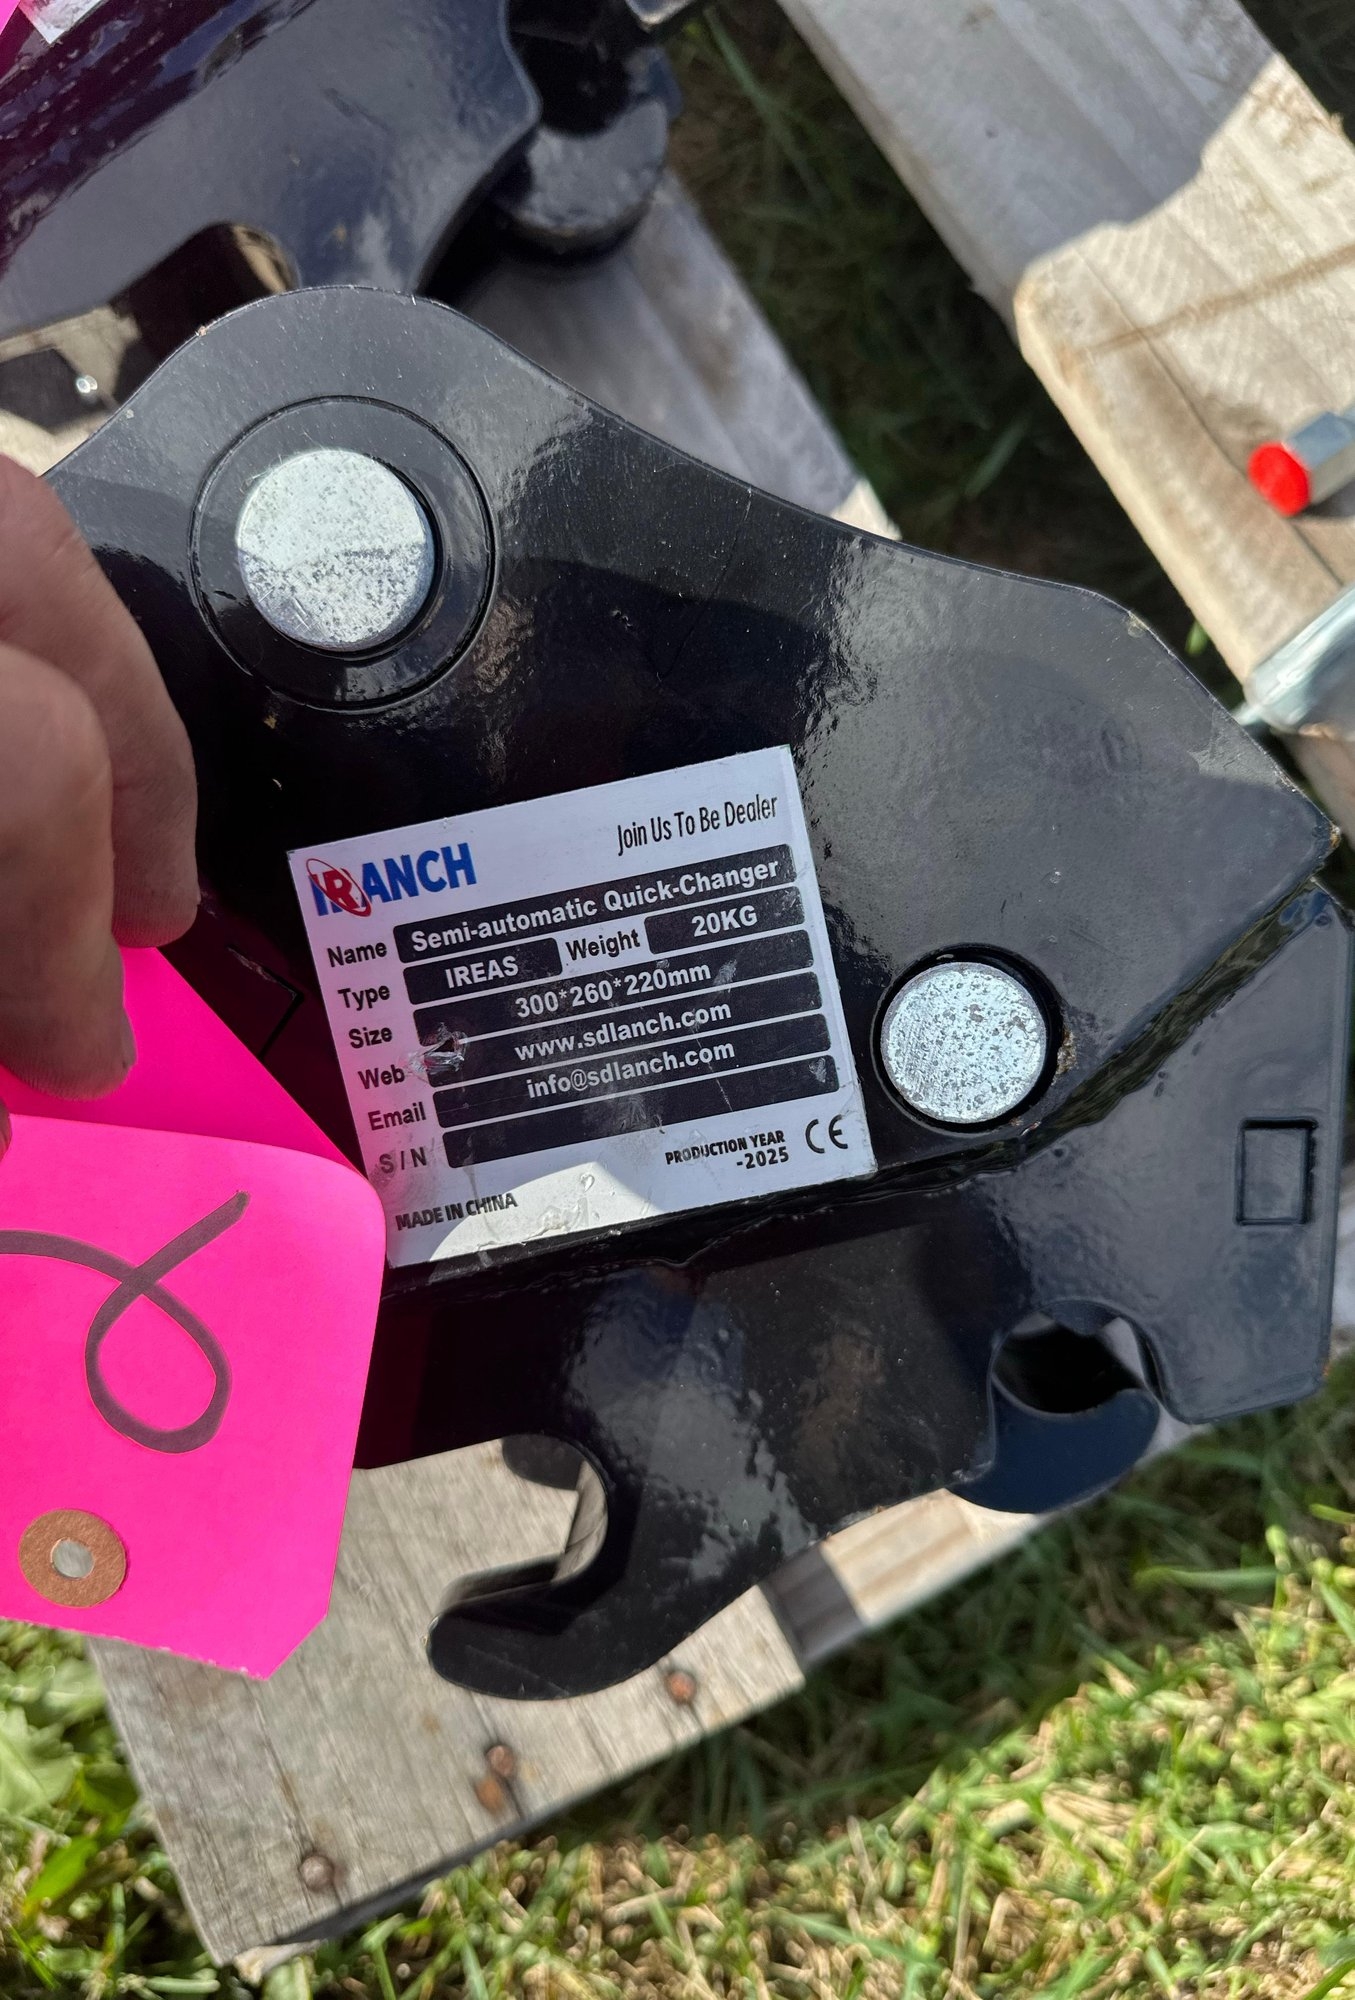 IRANCH
Join Us To Be Dealer
Name Semi-automatic Quick-Changer
Type IREAS Weight 20KG
Size 300*260*220mm
Web www.sdlanch.com
Email info@sdlanch.com
S/N
PRODUCTION YEAR
-2025
CE
MADE IN CHINA